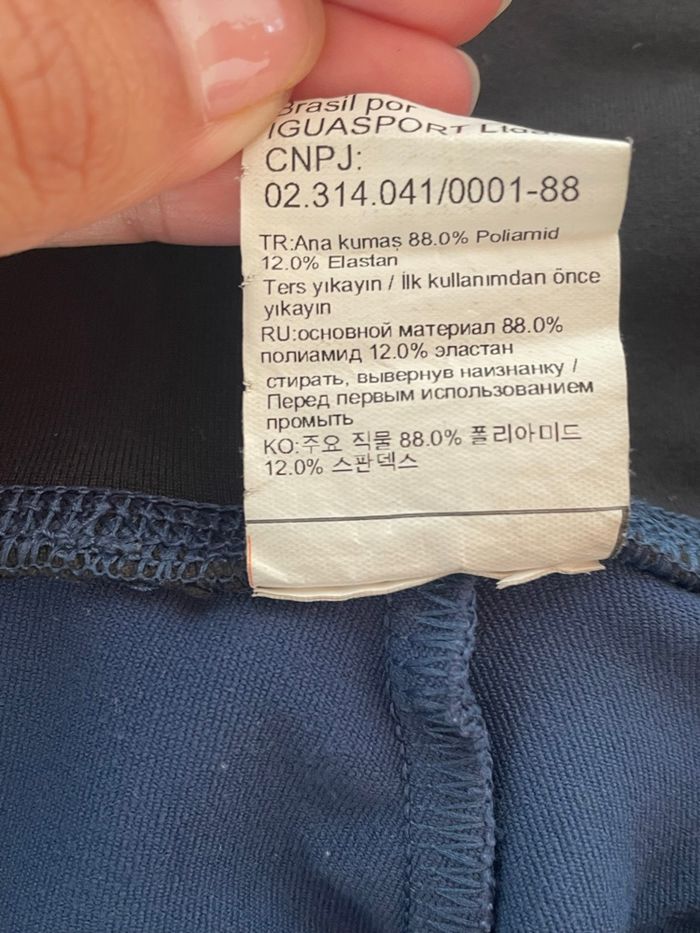 Brasil por
IGUASPORT Ltda
CNPJ:
02.314.041/0001-88
TR:Ana kumaş 88.0% Poliamid
12.0% Elastan
Ters yıkayın / İlk kullanımdan önce
yıkayın
RU:основной материал 88.0%
полиамид 12.0% эластан
стирать, вывернув наизнанку /
Перед первым использованием
промыть
KO:주요 직물 88.0% 폴리아미드
12.0% 스판덱스